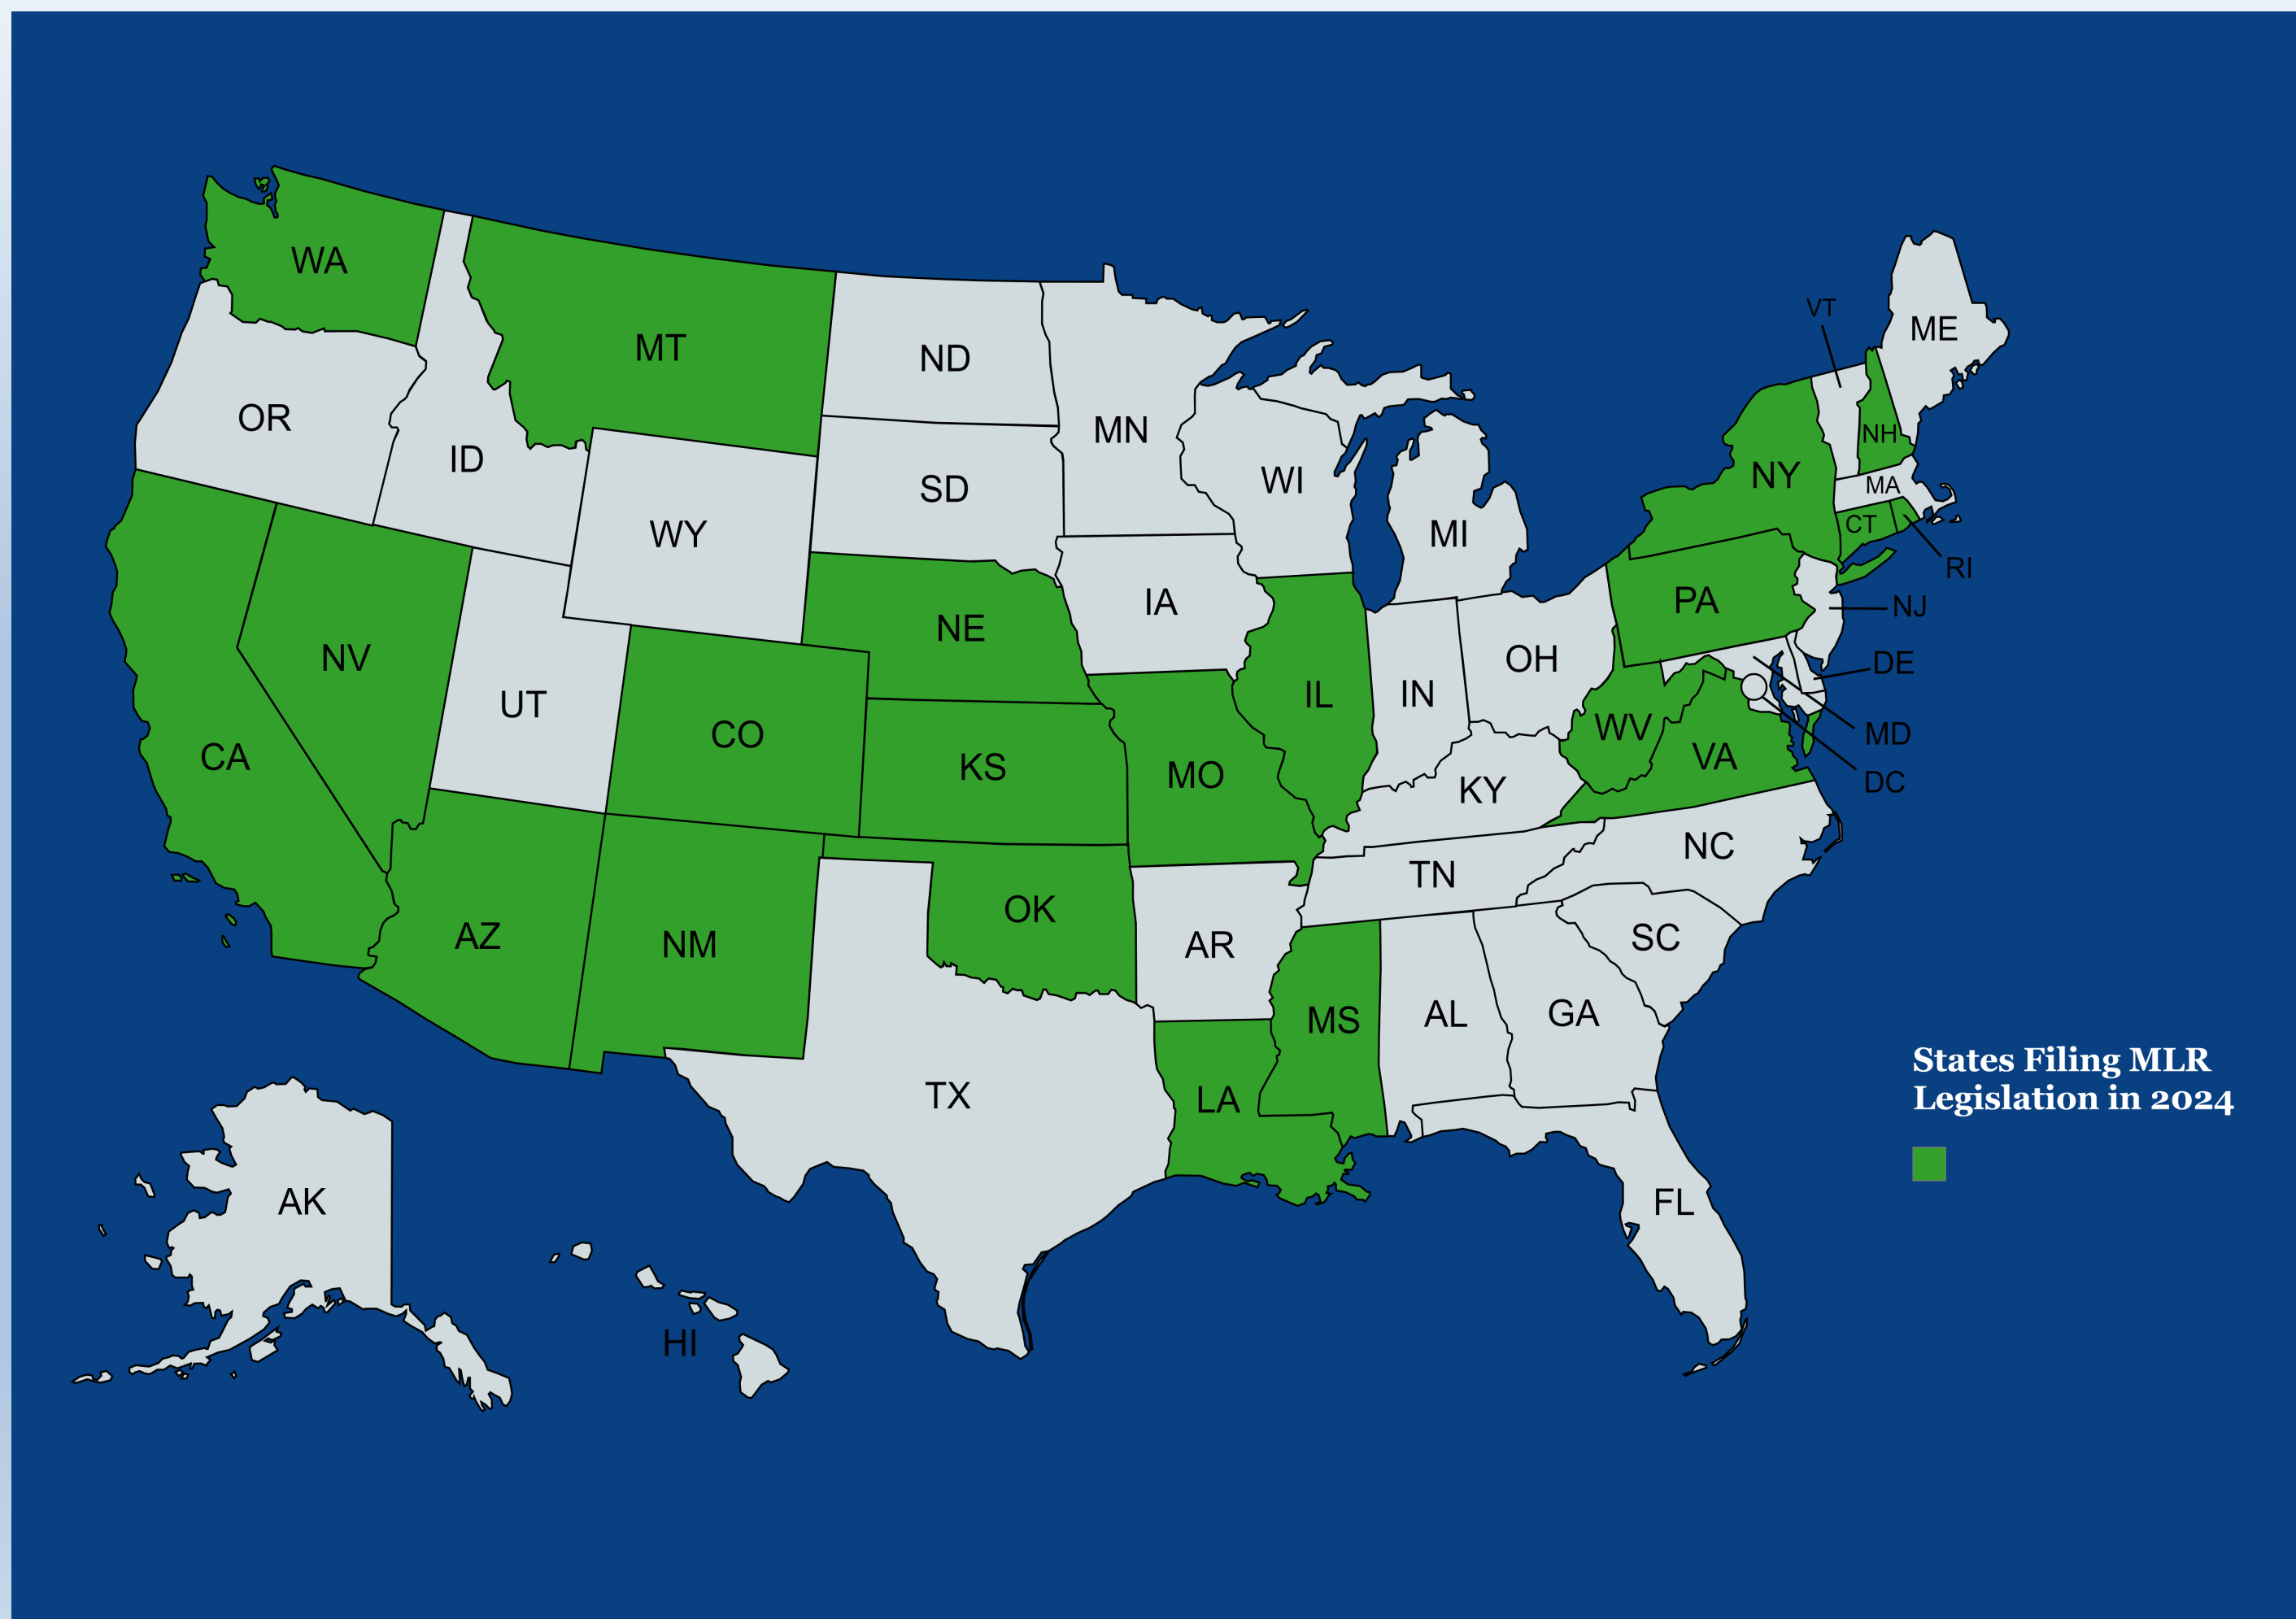 WA
MT
ND
MN
VT
ME
OR
ID
SD
WI
NH
NY
MA
WY
MI
CT
RI
IA
PA
NJ
NV
NE
OH
DE
UT
IL
IN
CO
WV
MD
CA
KS
MO
VA
DC
KY
NC
TN
AZ
NM
OK
AR
SC
MS
AL
GA
TX
LA
States Filing MLR
Legislation in 2024
AK
FL
HI